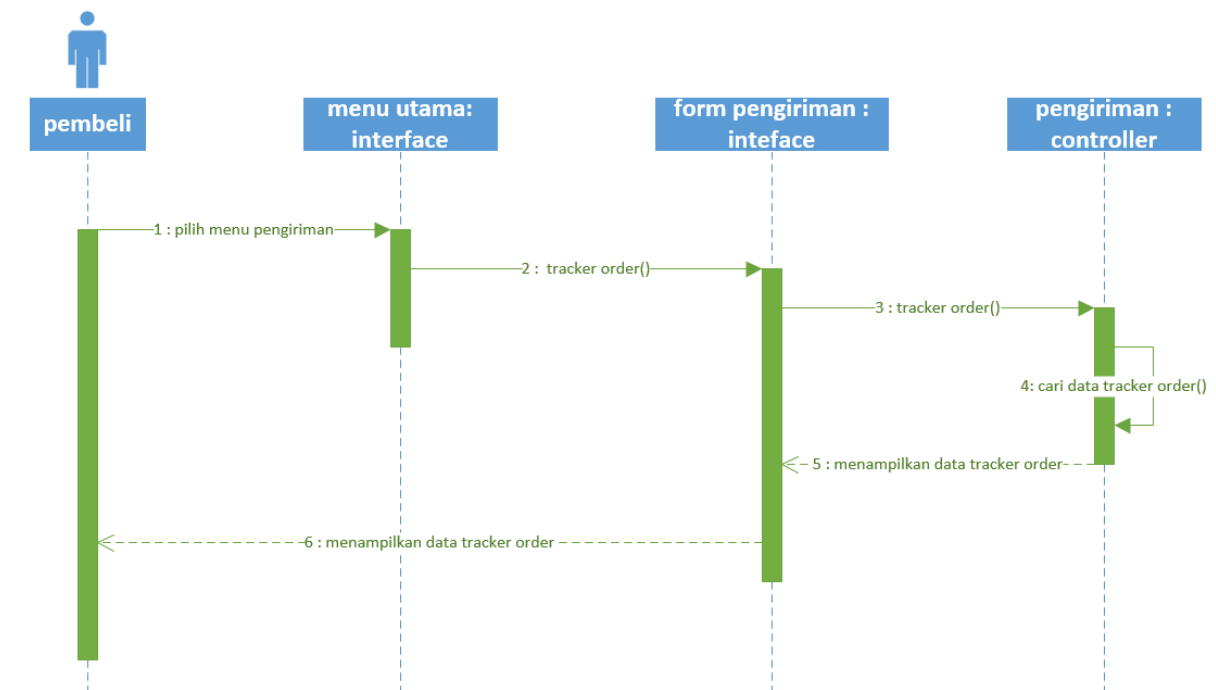 pembeli
menu utama:
interface
form pengiriman :
inteface
pengiriman :
controller
1 : pilih menu pengiriman
2 :  tracker order()
3 : tracker order()
4: cari data tracker order()
5 : menampilkan data tracker order
6 : menampilkan data tracker order